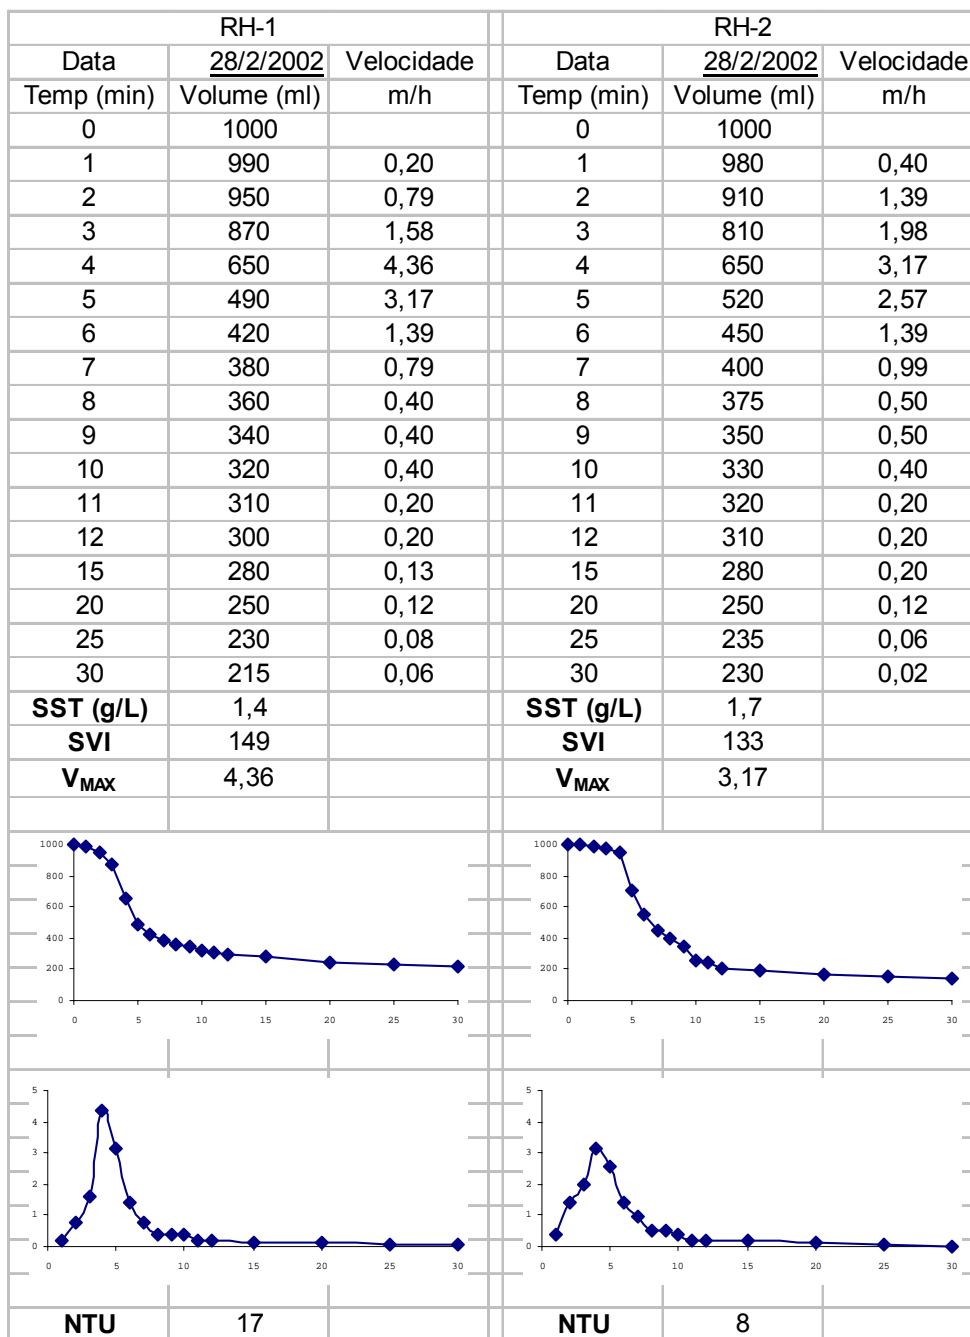 RH-1 RH-2
Data 28/2/2002 Velocidade Data 28/2/2002 Velocidade
Temp (min) Volume (ml) m/h Temp (min) Volume (ml) m/h
0 1000 0 1000
1 990 0,20 1 980 0,40
2 950 0,79 2 910 1,39
3 870 1,58 3 810 1,98
4 650 4,36 4 650 3,17
5 490 3,17 5 520 2,57
6 420 1,39 6 450 1,39
7 380 0,79 7 400 0,99
8 360 0,40 8 375 0,50
9 340 0,40 9 350 0,50
10 320 0,40 10 330 0,40
11 310 0,20 11 320 0,20
12 300 0,20 12 310 0,20
15 280 0,13 15 280 0,20
20 250 0,12 20 250 0,12
25 230 0,08 25 235 0,06
30 215 0,06 30 230 0,02
SST (g/L) 1,4 SST (g/L) 1,7
SVI 149 SVI 133
VMAX 4,36 VMAX 3,17
1000 1000
800 800
600 600
400 400
200 200
0 0
0 5 10 15 20 25 30 0 5 10 15 20 25 30
5 5
4 4
3 3
2 2
1 1
0 0
0 5 10 15 20 25 30 0 5 10 15 20 25 30
NTU 17 NTU 8